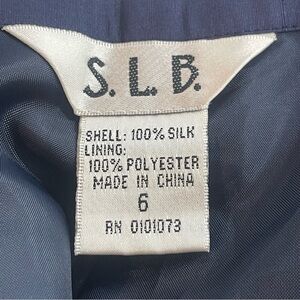 S.L.B.
SHELL: 100% SILK
LINING:
100% POLYESTER
MADE IN CHINA
6
RN 0101073